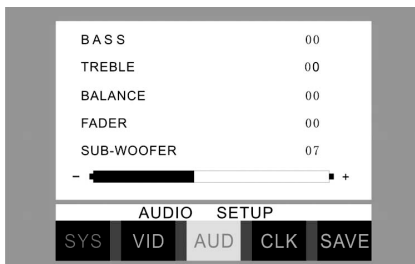 BASS 00
TREBLE 00
BALANCE 00
FADER 00
SUB-WOOFER 07
- +
AUDIO SETUP
SYS VID AUD CLK SAVE